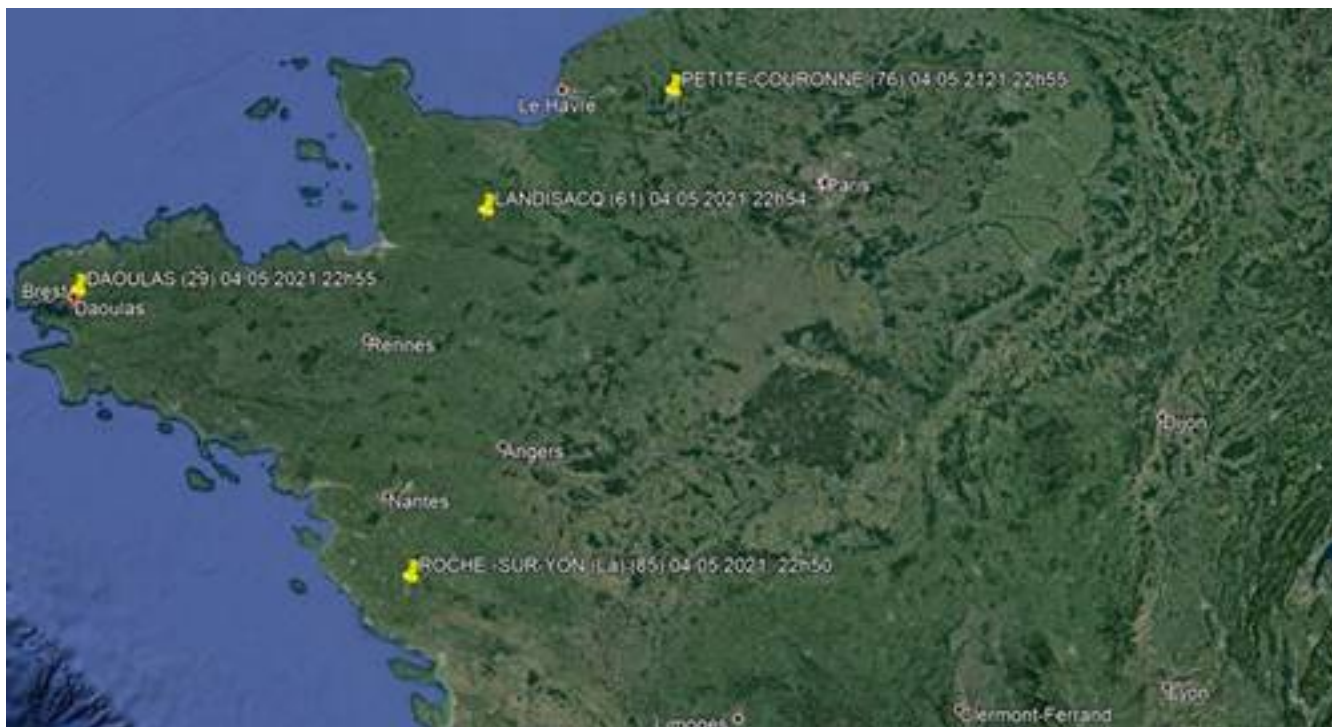 PETITE-COURONNE (76) 04 05 2121 22h55
Le Havre
Paris
LANDISACQ (61) 04 05 2021 22h54
DAOULAS (29) 04 05 2021 22h55
Brest
Daoulas
Rennes
Dijon
Angers
Nantes
ROCHE -SUR-YON (La) (85) 04 05 2021 22h50
Lyon
Clermont-Ferrand
Limoges